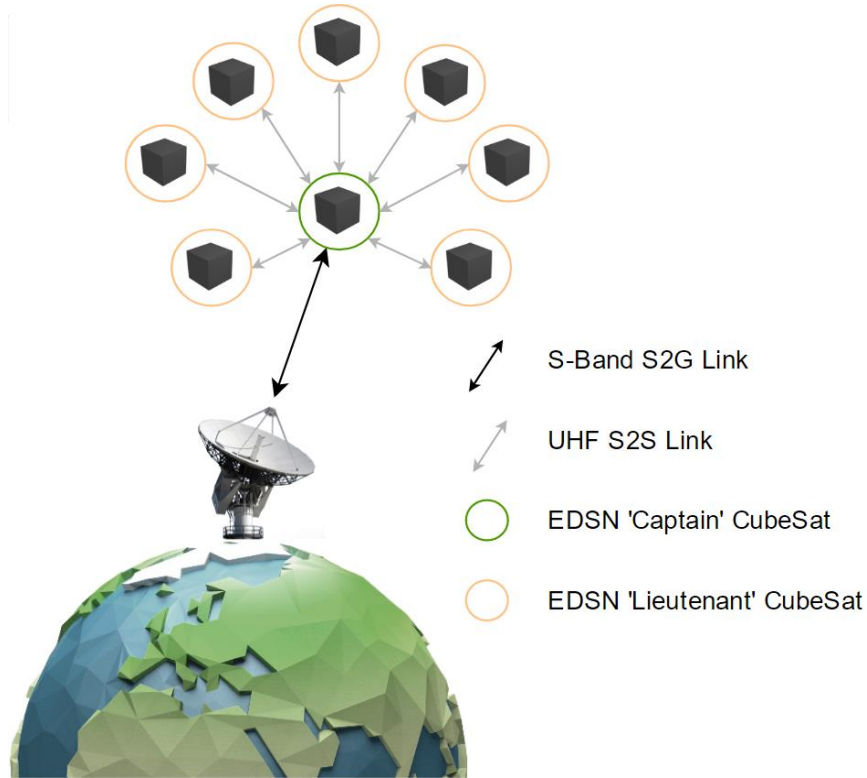 S-Band S2G Link
UHF S2S Link
EDSN 'Captain' CubeSat
EDSN 'Lieutenant' CubeSat